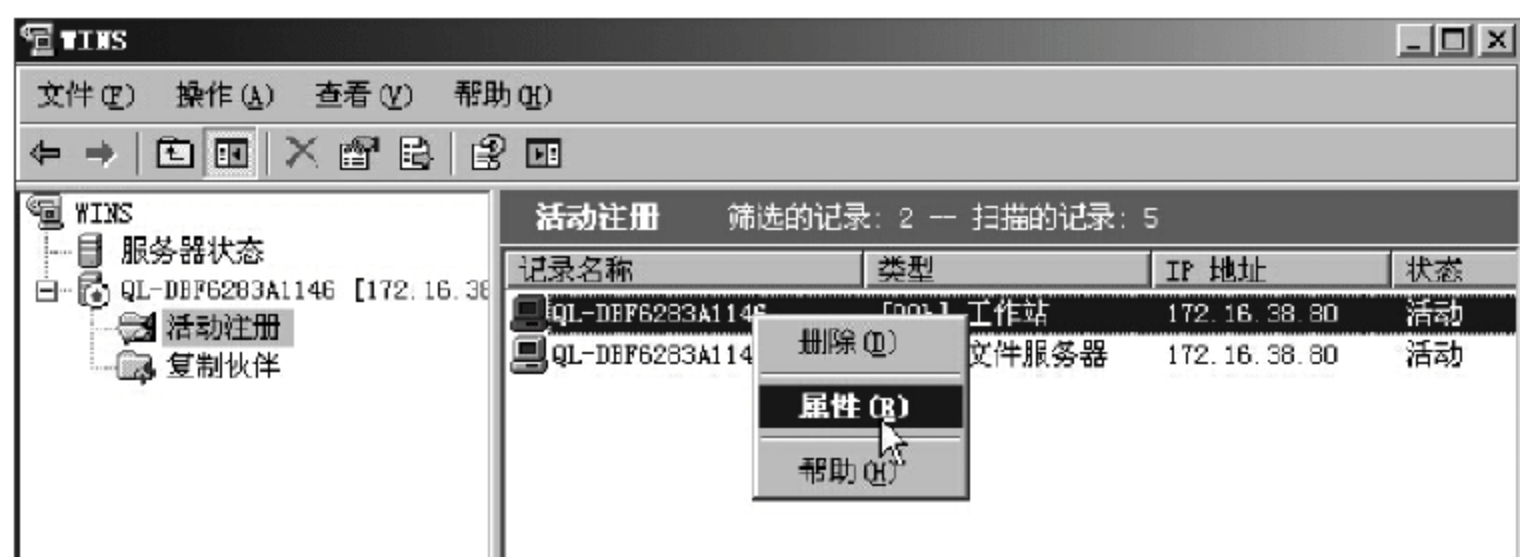 WINS
文件(F) 操作(A) 查看(V) 帮助(H)
WINS
服务器状态
QL-DBF6283A1146 [172.16.38
活动注册
复制伙伴
活动注册 筛选的记录: 2 -- 扫描的记录: 5
记录名称 类型 IP 地址 状态
QL-DBF6283A1146 [00h] 工作站 172.16.38.80 活动
QL-DBF6283A114 文件服务器 172.16.38.80 活动
删除(D)
属性(R)
帮助(H)